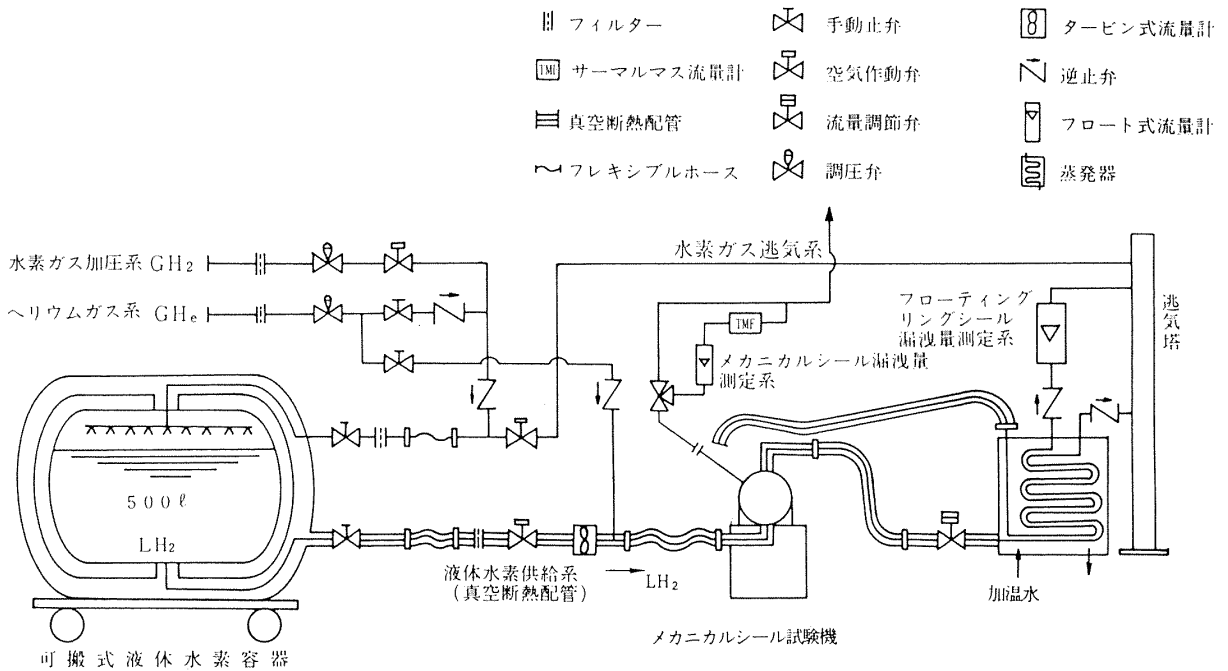 フィルター
手動止弁
タービン式流量計
TMF サーマルマス流量計
空気作動弁
逆止弁
真空断熱配管
流量調節弁
フロート式流量計
フレキシブルホース
調圧弁
蒸発器
水素ガス加圧系 GH₂
水素ガス逃気系
ヘリウムガス系 GHe
フローティング
リングシール
漏洩量測定系
逃気塔
TMF
メカニカルシール漏洩量
測定系
500ℓ
LH₂
液体水素供給系
(真空断熱配管)
LH₂
加温水
メカニカルシール試験機
可搬式液体水素容器